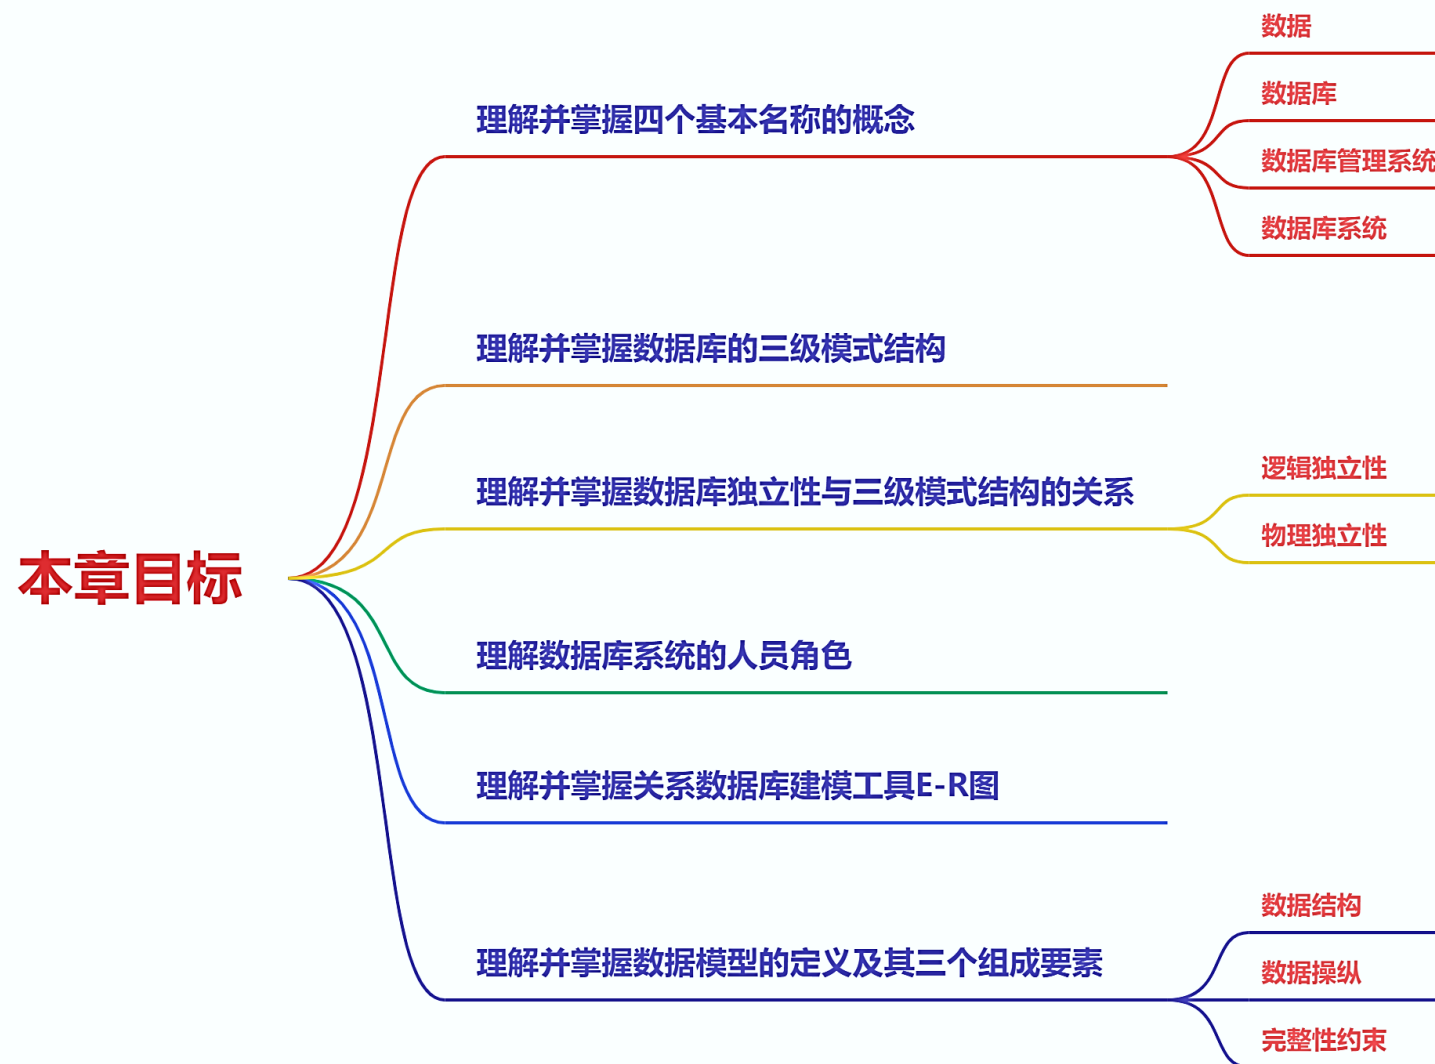 本章目标
理解并掌握四个基本名称的概念
数据
数据库
数据库管理系统
数据库系统
理解并掌握数据库的三级模式结构
理解并掌握数据库独立性与三级模式结构的关系
逻辑独立性
物理独立性
理解数据库系统的人员角色
理解并掌握关系数据库建模工具E-R图
理解并掌握数据模型的定义及其三个组成要素
数据结构
数据操纵
完整性约束